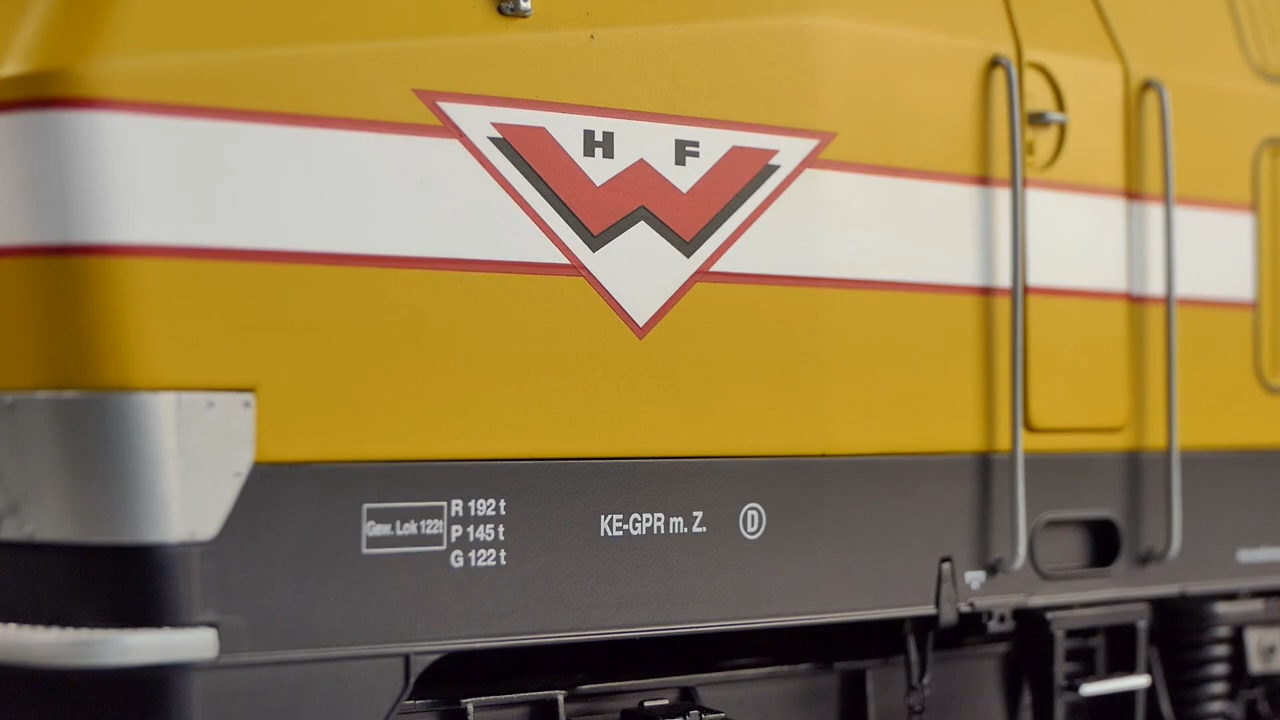 H F
W
Gew. Lok 122t
R 192 t
P 145 t
G 122 t
KE-GPR m. Z.
D